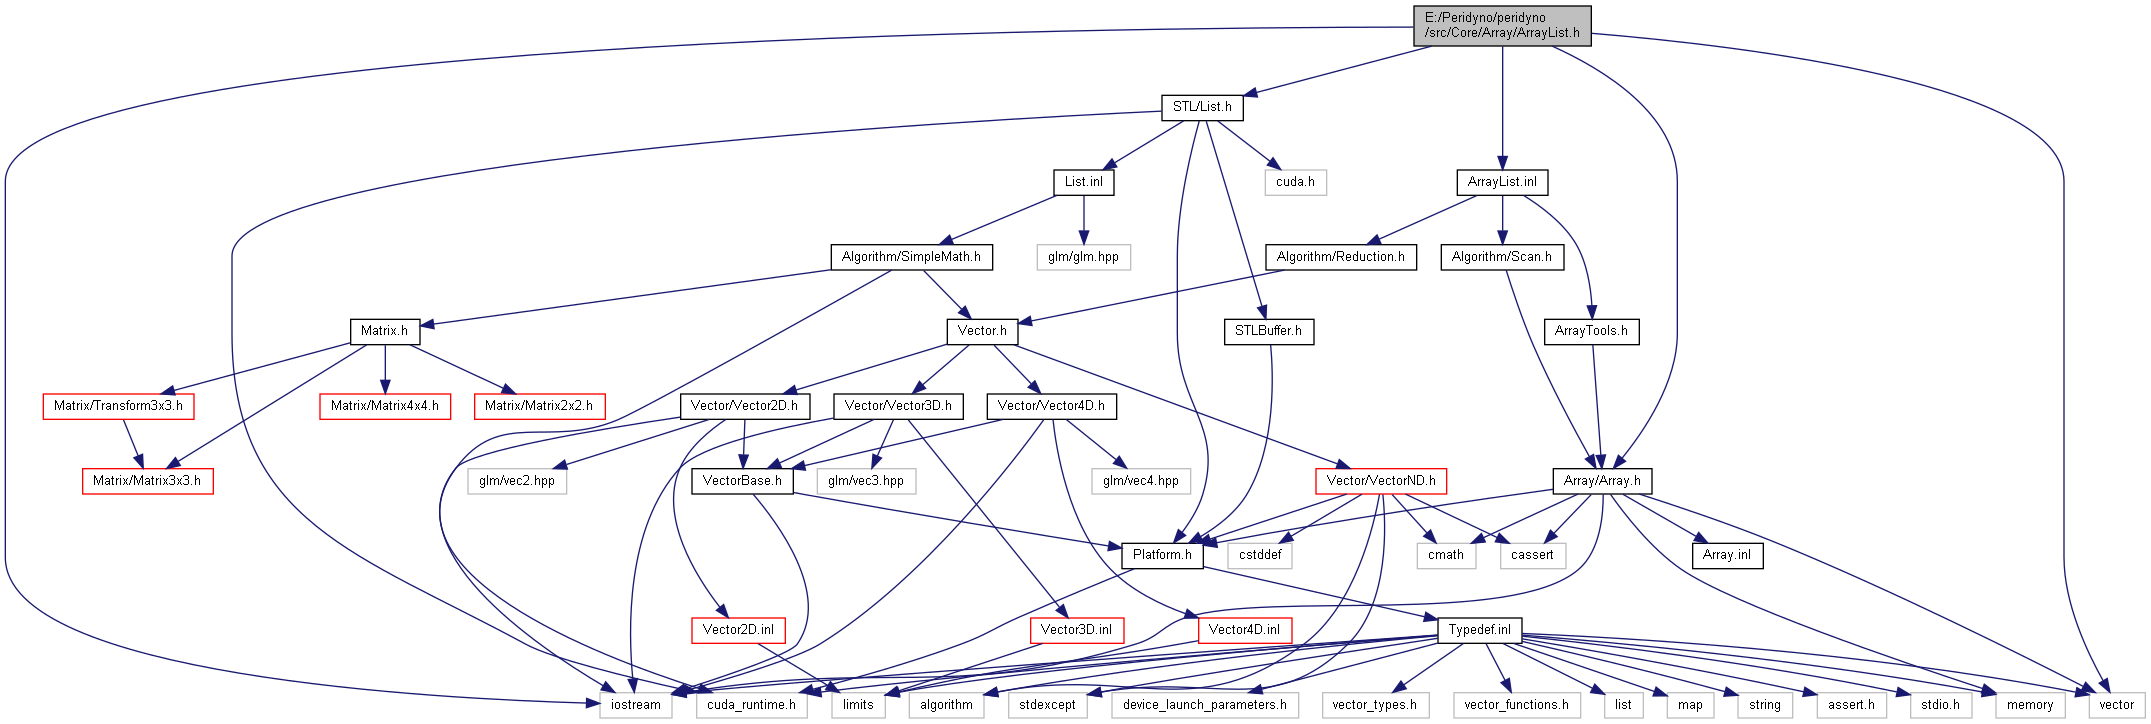 E:/Peridyno/peridyno
/src/Core/Array/ArrayList.h
STL/List.h
List.inl
cuda.h
ArrayList.inl
Algorithm/SimpleMath.h
glm/glm.hpp
Algorithm/Reduction.h
Algorithm/Scan.h
Matrix.h
Vector.h
STLBuffer.h
ArrayTools.h
Matrix/Transform3x3.h
Matrix/Matrix4x4.h
Matrix/Matrix2x2.h
Vector/Vector2D.h
Vector/Vector3D.h
Vector/Vector4D.h
Matrix/Matrix3x3.h
glm/vec2.hpp
VectorBase.h
glm/vec3.hpp
glm/vec4.hpp
Vector/VectorND.h
Array/Array.h
Platform.h
cstddef
cmath
cassert
Array.inl
Vector2D.inl
Vector3D.inl
Vector4D.inl
Typedef.inl
iostream
cuda_runtime.h
limits
algorithm
stdexcept
device_launch_parameters.h
vector_types.h
vector_functions.h
list
map
string
assert.h
stdio.h
memory
vector